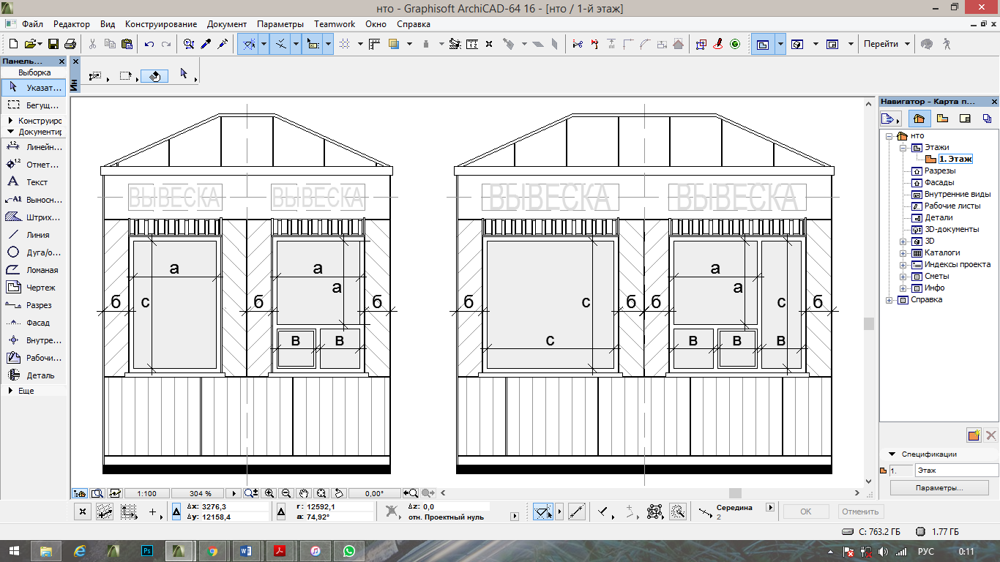 нто - Graphisoft ArchiCAD-64 16 - [нто / 1-й этаж]
Файл Редактор Вид Конструирование Документ Параметры Teamwork Окно Справка
Перейти
Панель...
Выборка
Указат...
Бегущ...
Конструирс
Документир
Линейн...
Отмет...
Текст
Выносн...
Штрих...
Линия
Дуга/о...
Ломаная
Чертеж
Разрез
Фасад
Внутре...
Рабочи...
Деталь
Еще
Ин
ВЫВЕСКА ВЫВЕСКА ВЫВЕСКА ВЫВЕСКА
а а а
а а
б с б б б с б б с б
в в с в в в
Навигатор - Карта п...
нто
Этажи
1. Этаж
Разрезы
Фасады
Внутренние виды
Рабочие листы
Детали
3D-документы
3D
Каталоги
Индексы проекта
Сметы
Инфо
Справка
Спецификации
1. Этаж
Параметры...
1:100 304 % 0,00°
Δx: 3276,3 r: 12592,1 Δz: 0,0
Δy: 12158,4 a: 74,92° отн. Проектный нуль
Середина
2
ОК Отменить
C: 763.2 ГБ 1.77 ГБ
РУС 0:11